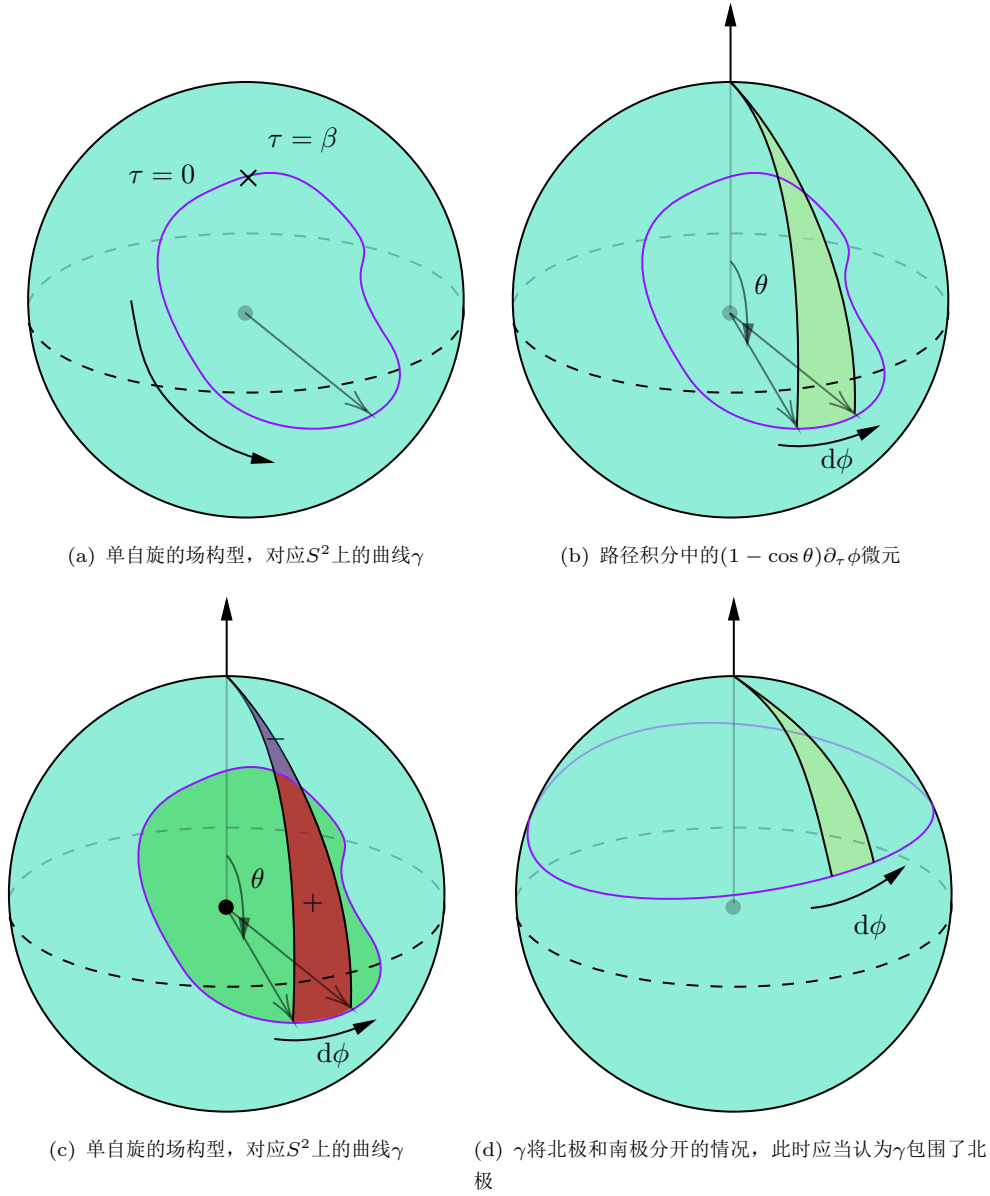 τ = β
τ = 0
θ
dϕ
(a) 单自旋的场构型，对应S²上的曲线γ
(b) 路径积分中的(1 − cos θ)∂_τ ϕ微元
−
θ
+
dϕ
dϕ
(c) 单自旋的场构型，对应S²上的曲线γ
(d) γ将北极和南极分开的情况，此时应当认为γ包围了北
极